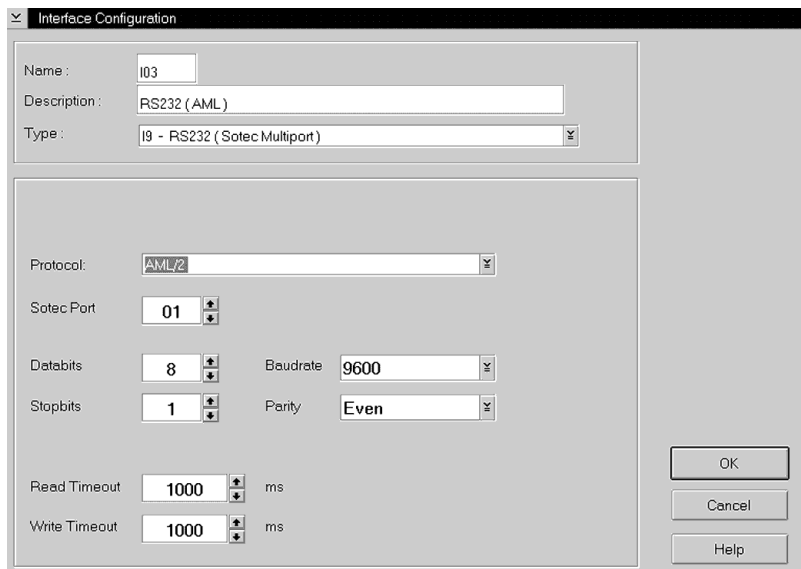 Interface Configuration
Name : I03
Description : RS232 ( AML )
Type : I9 - RS232 ( Sotec Multiport )
Protocol: AML/2
Sotec Port 01
Databits 8 Baudrate 9600
Stopbits 1 Parity Even
Read Timeout 1000 ms
Write Timeout 1000 ms
OK
Cancel
Help